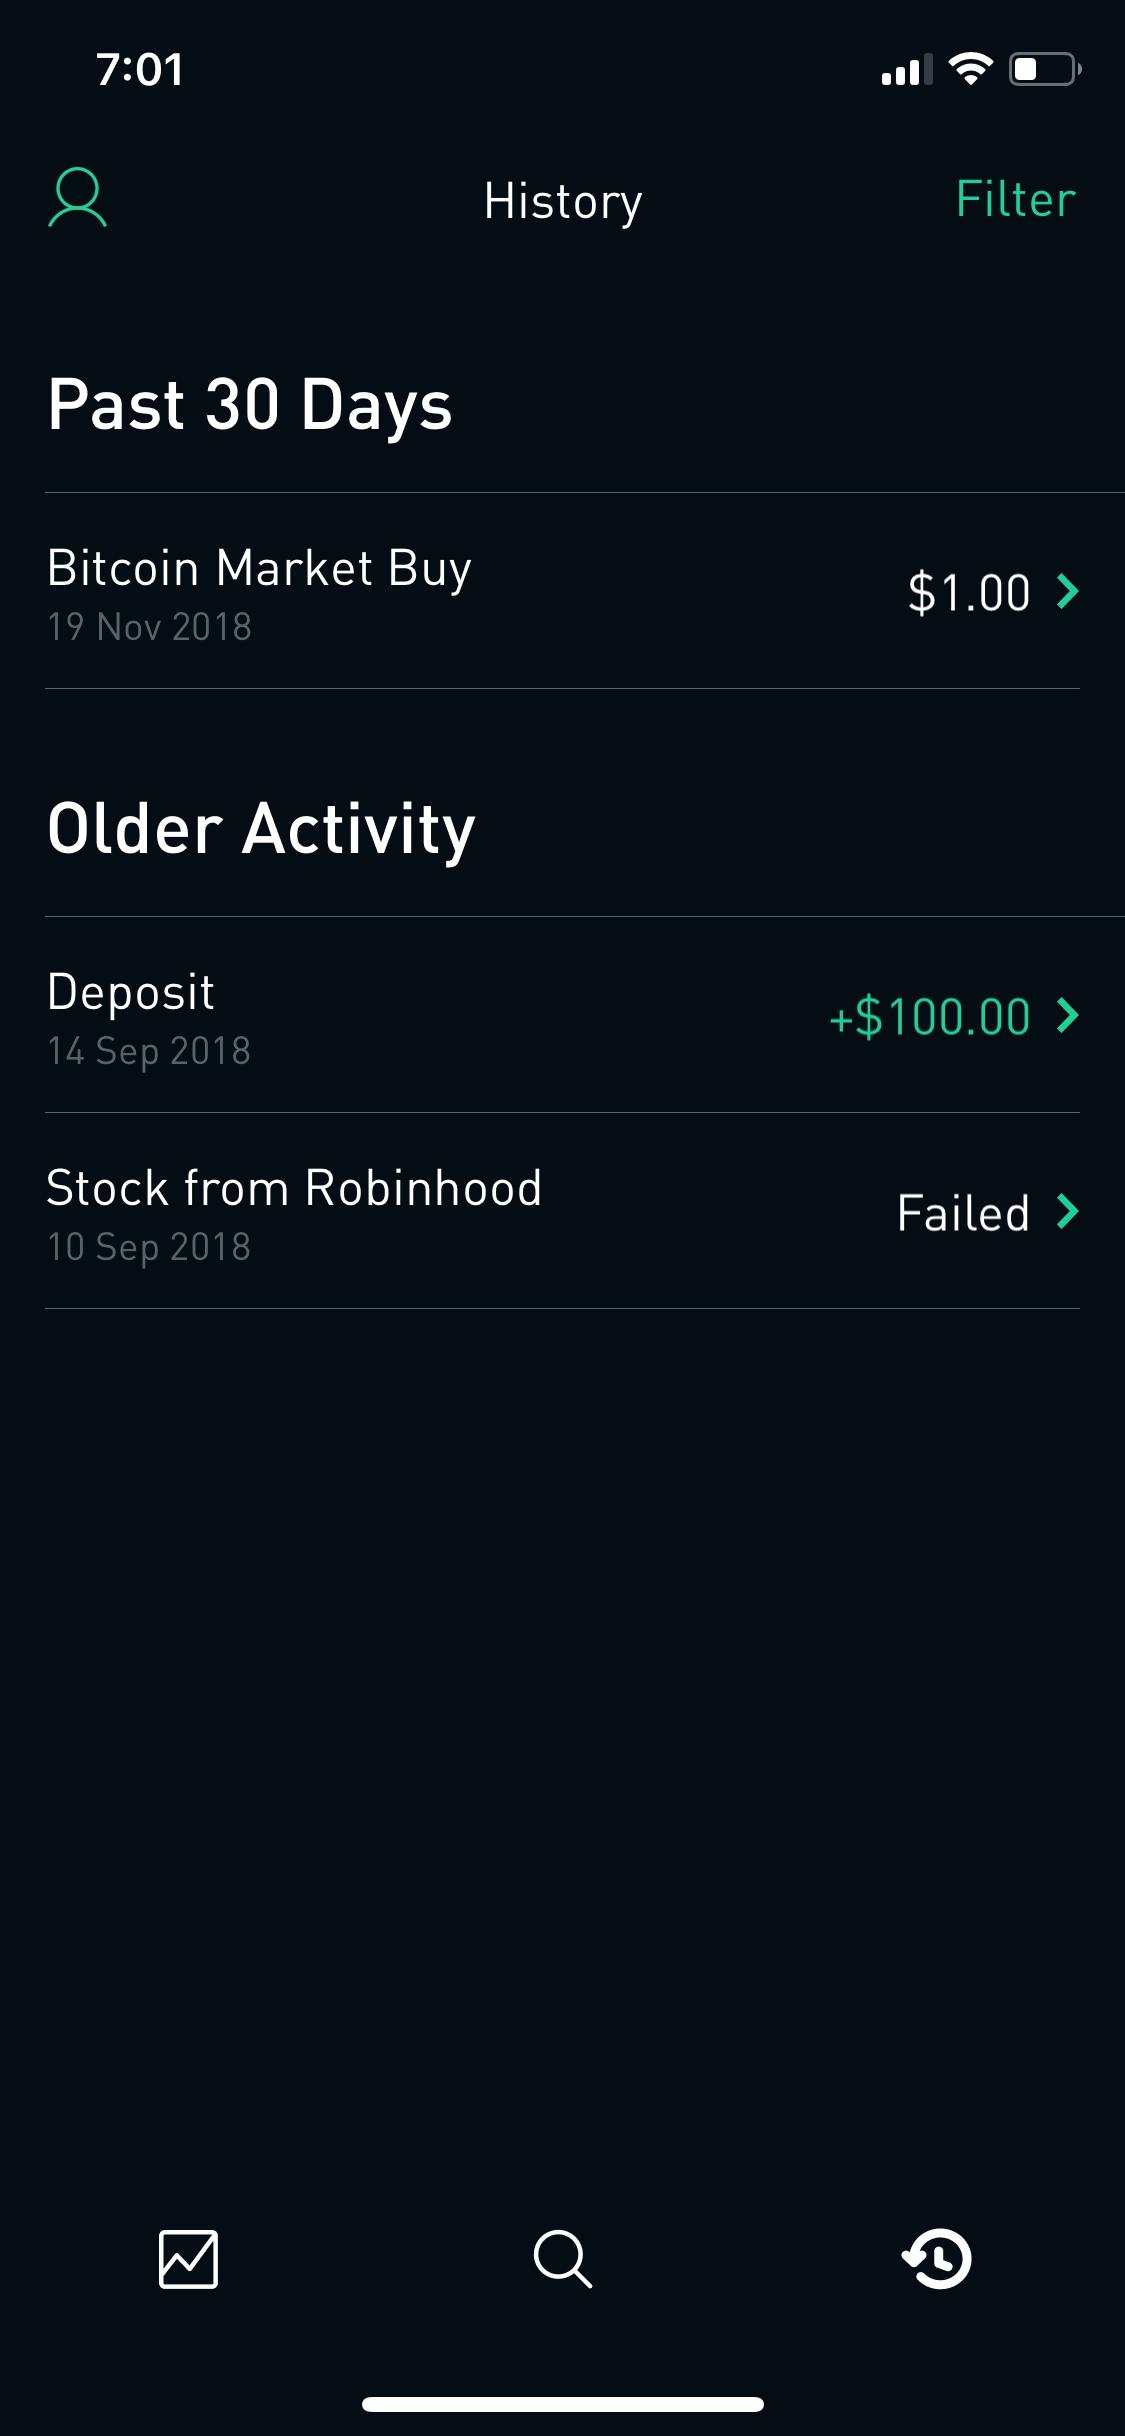 7:01
History
Filter
Past 30 Days
Bitcoin Market Buy
$1.00
19 Nov 2018
Older Activity
Deposit
+$100.00
14 Sep 2018
Stock from Robinhood
Failed
10 Sep 2018